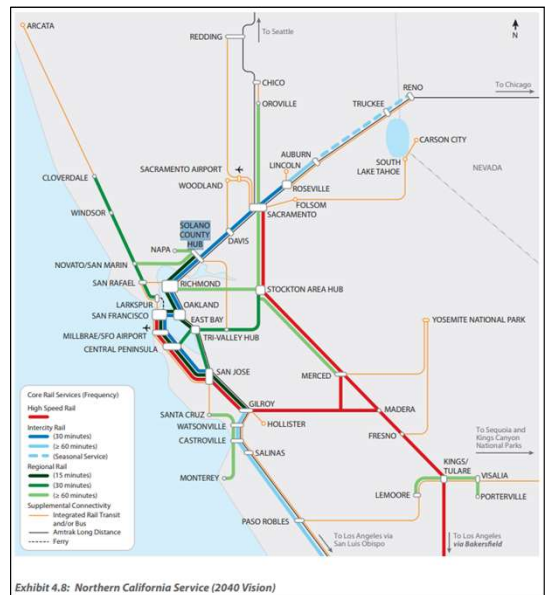 ARCATA
REDDING
To Seattle
N
CHICO
OROVILLE
RENO
To Chicago
TRUCKEE
CARSON CITY
AUBURN
LINCOLN
SACRAMENTO AIRPORT
WOODLAND
ROSEVILLE
SOUTH
LAKE TAHOE
NEVADA
CLOVERDALE
FOLSOM
SACRAMENTO
WINDSOR
SOLANO
COUNTY
HUB
DAVIS
NAPA
NOVATO/SAN MARIN
SAN RAFAEL
RICHMOND
STOCKTON AREA HUB
LARKSPUR
OAKLAND
SAN FRANCISCO
EAST BAY
MILLBRAE/SFO AIRPORT
TRI-VALLEY HUB
YOSEMITE NATIONAL PARK
CENTRAL PENINSULA
SAN JOSE
MERCED
GILROY
MADERA
SANTA CRUZ
WATSONVILLE
HOLLISTER
CASTROVILLE
FRESNO
SALINAS
To Sequoia and
Kings Canyon
National Parks
MONTEREY
KINGS/
TULARE
VISALIA
LEMOORE
PORTERVILLE
PASO ROBLES
To Los Angeles via
San Luis Obispo
To Los Angeles
via Bakersfield
Core Rail Services (Frequency)
High Speed Rail
Intercity Rail
(30 minutes)
(≥ 60 minutes)
(Seasonal Service)
Regional Rail
(15 minutes)
(30 minutes)
(≥ 60 minutes)
Supplemental Connectivity
Integrated Rail Transit
and/or Bus
Amtrak Long Distance
Ferry
Exhibit 4.8: Northern California Service (2040 Vision)